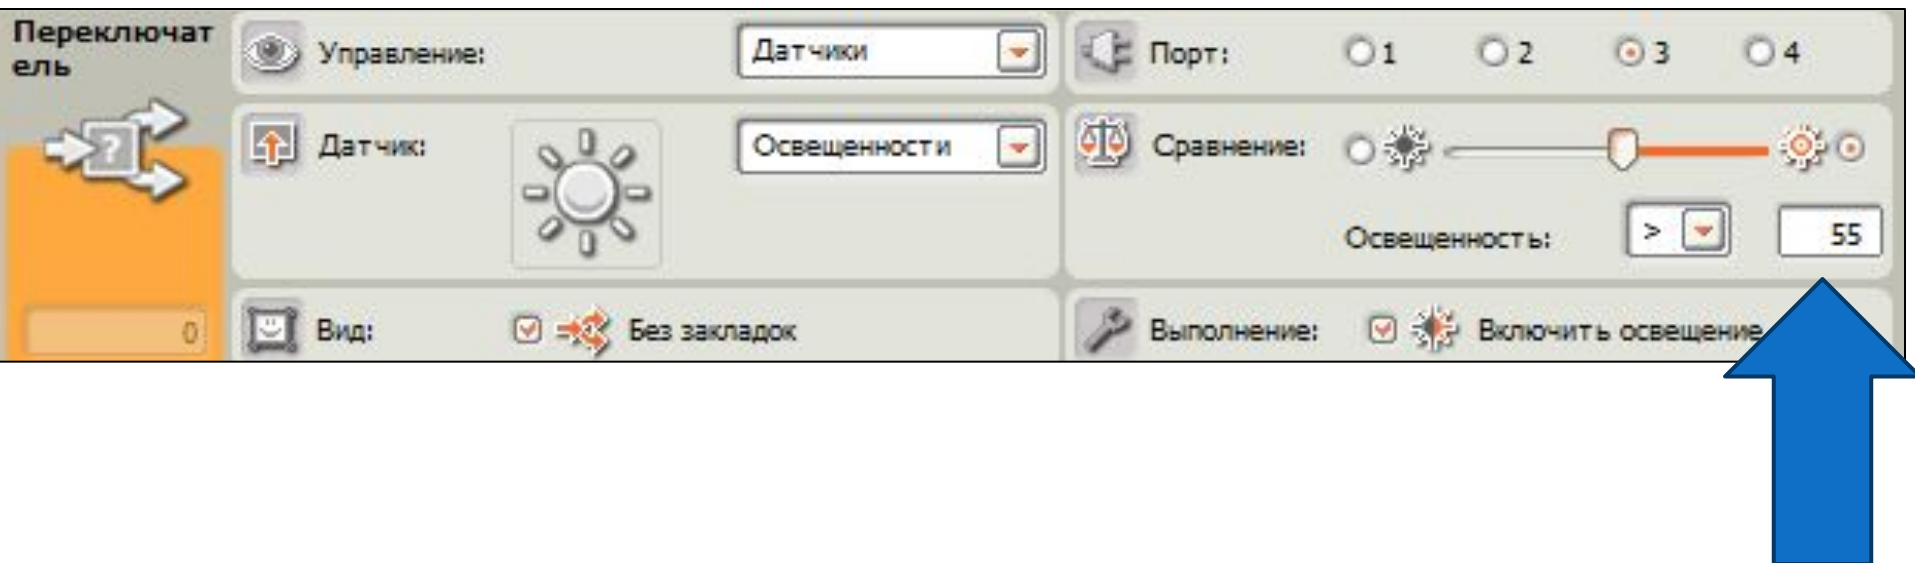 Переключат
ель
Управление: Датчики
Порт: 1 2 3 4
Датчик: Освещенности
Сравнение:
Освещенность: > 55
0
Вид: Без закладок
Выполнение: Включить освещение